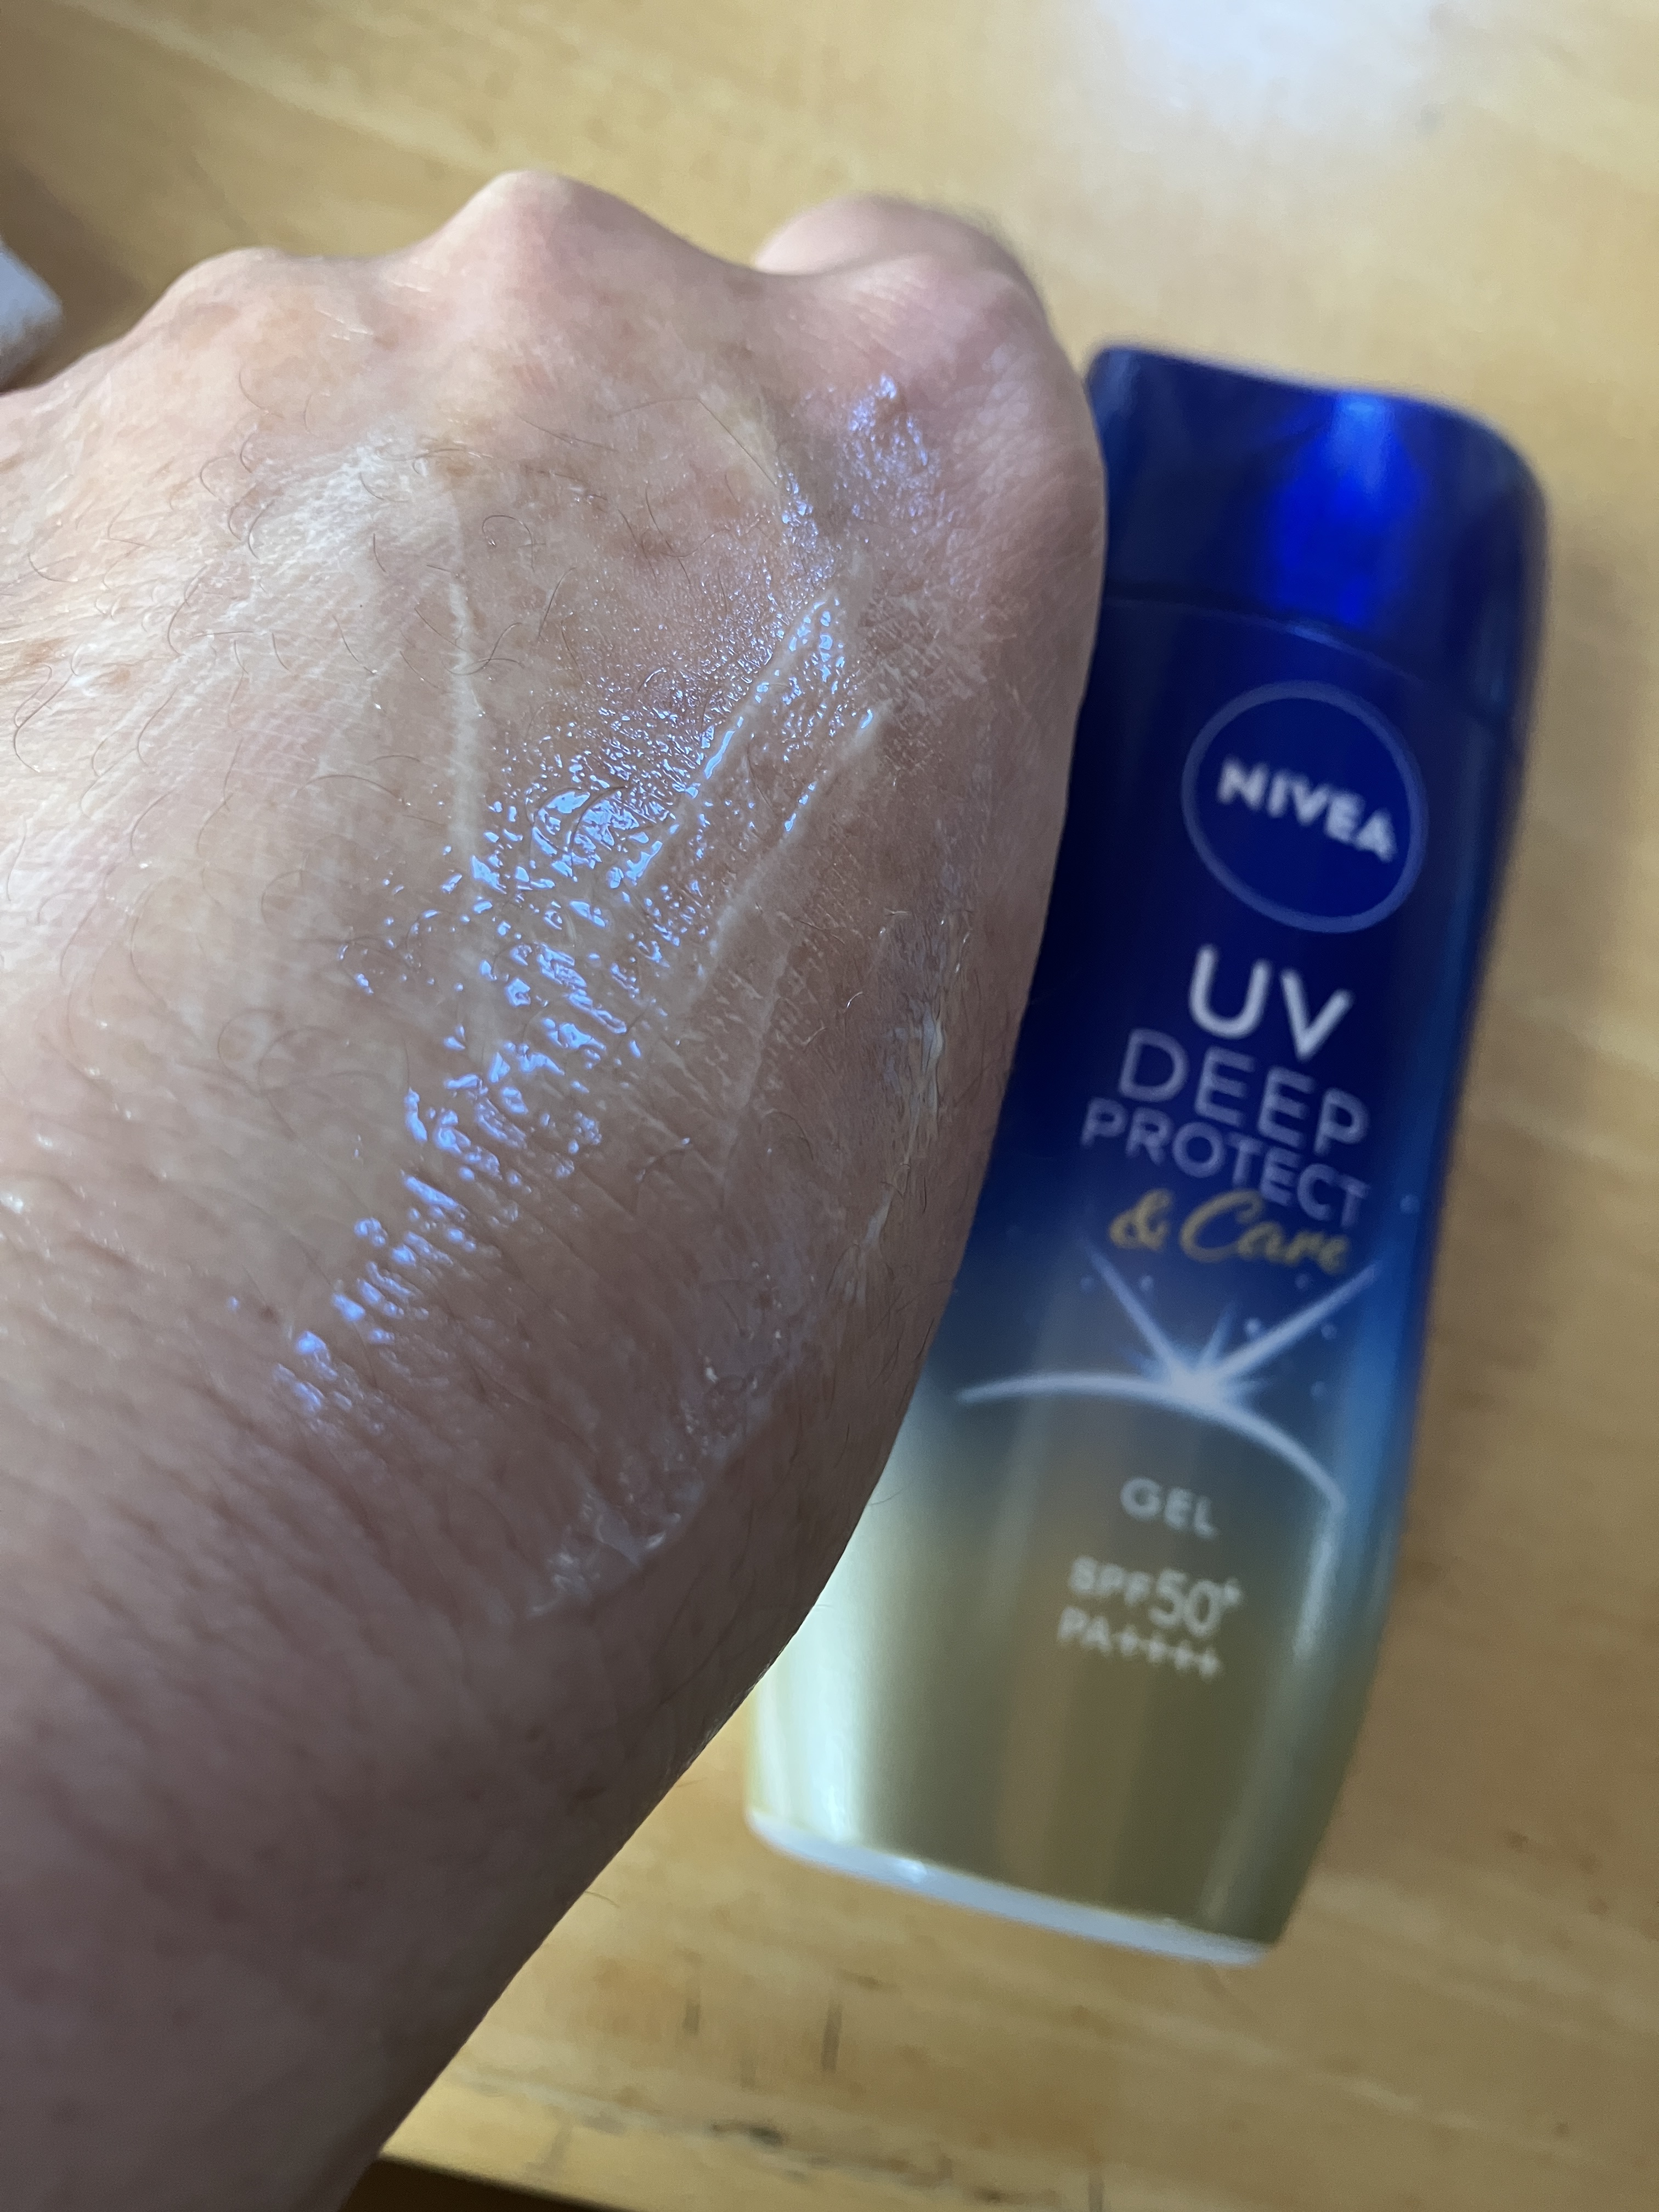 NIVEA
UV
DEEP
PROTECT
& Care
GEL
SPF50+
PA++++